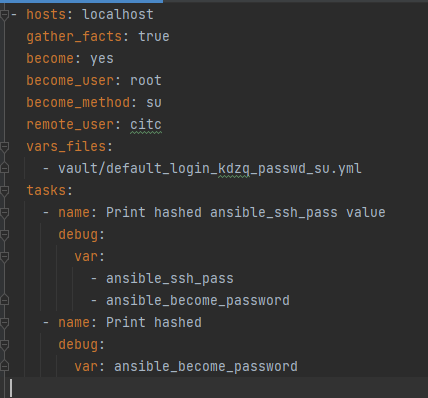 - hosts: localhost
  gather_facts: true
  become: yes
  become_user: root
  become_method: su
  remote_user: citc
  vars_files:
    - vault/default_login_kdzq_passwd_su.yml
  tasks:
    - name: Print hashed ansible_ssh_pass value
      debug:
        var:
          - ansible_ssh_pass
          - ansible_become_password
    - name: Print hashed
      debug:
        var: ansible_become_password